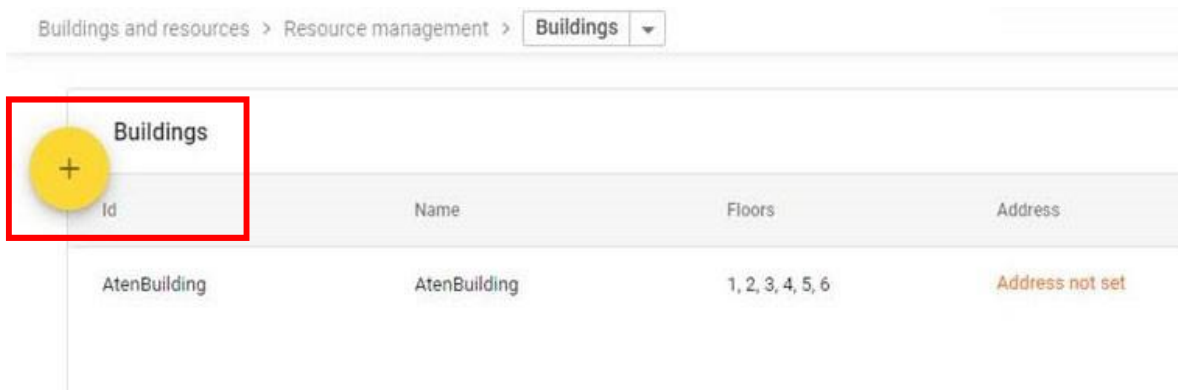 Buildings and resources > Resource management > Buildings
Buildings
+
Id Name Floors Address
AtenBuilding AtenBuilding 1, 2, 3, 4, 5, 6 Address not set